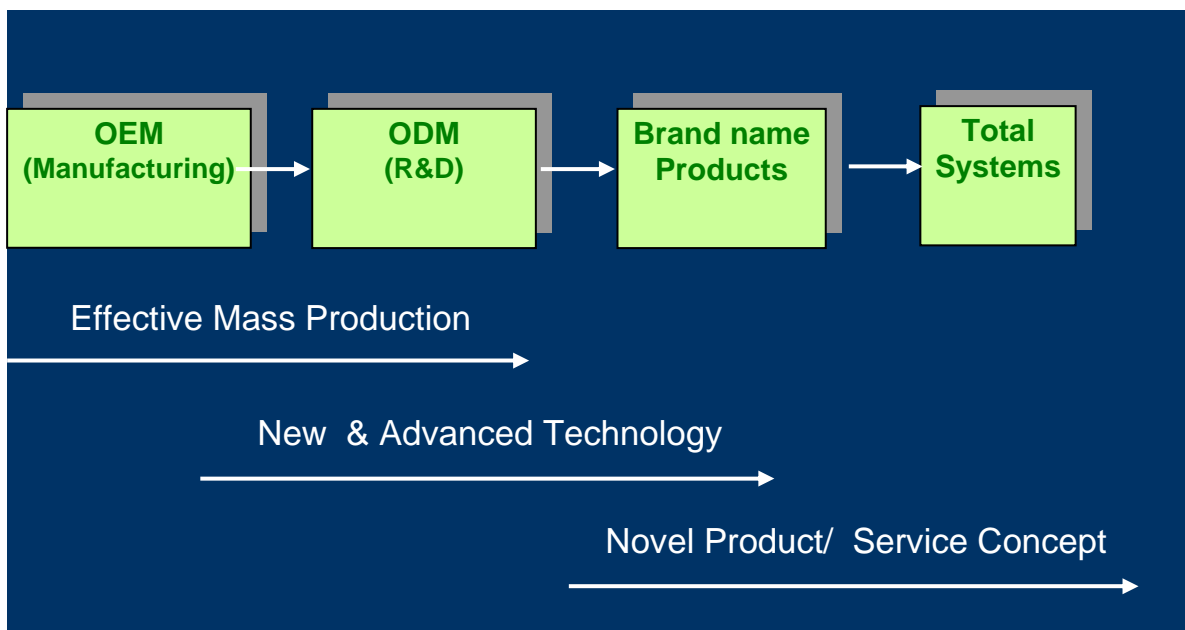 OEM
(Manufacturing)
ODM
(R&D)
Brand name
Products
Total
Systems
Effective Mass Production
New & Advanced Technology
Novel Product/ Service Concept